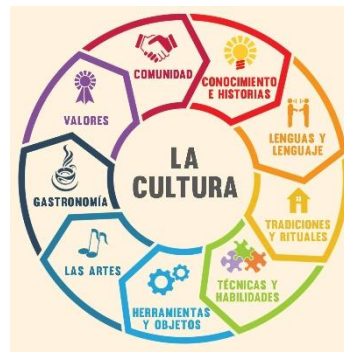 LA
CULTURA
COMUNIDAD
CONOCIMIENTO
E HISTORIAS
LENGUAS Y
LENGUAJE
TRADICIONES
Y RITUALES
TÉCNICAS Y
HABILIDADES
HERRAMIENTAS
Y OBJETOS
LAS ARTES
GASTRONOMÍA
VALORES